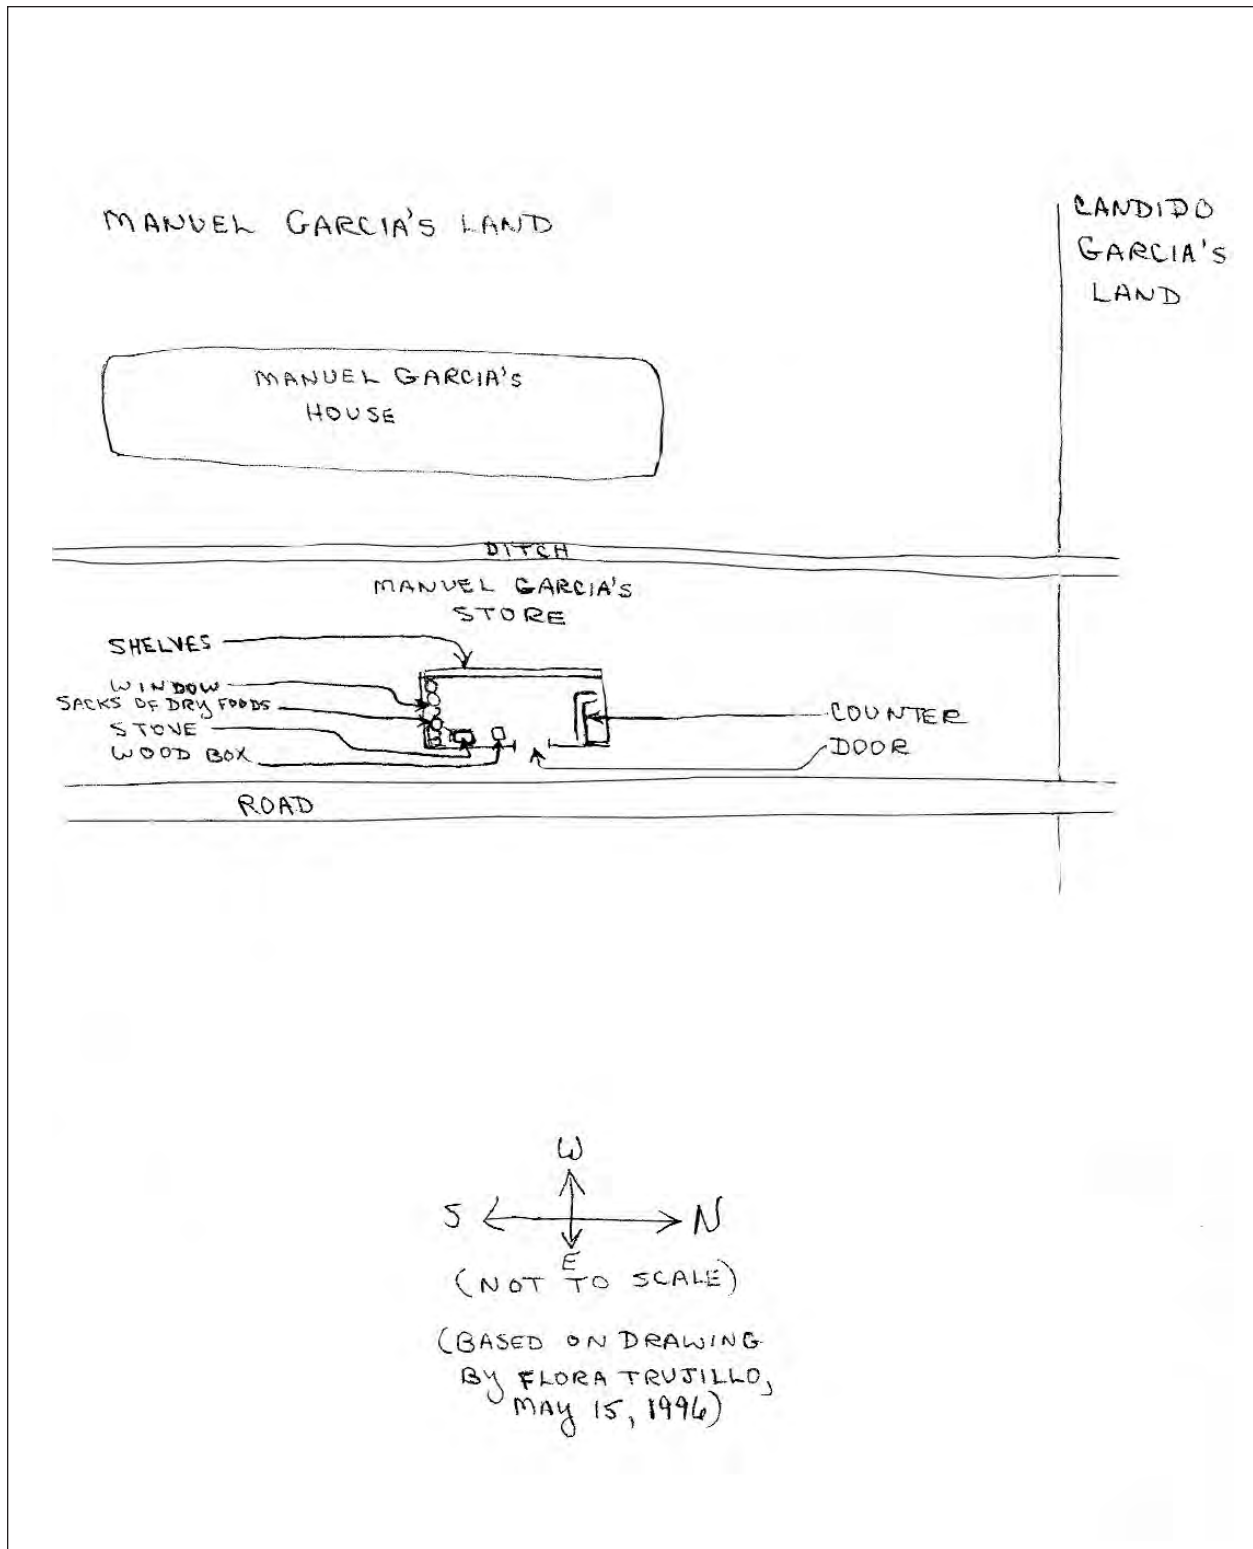 MANUEL GARCIA'S LAND
CANDIDO
GARCIA'S
LAND
MANUEL GARCIA'S
HOUSE
DITCH
MANUEL GARCIA'S
STORE
SHELVES
WINDOW
SACKS OF DRY FOODS
STOVE
WOOD BOX
COUNTER
DOOR
ROAD
W
S
N
E
(NOT TO SCALE)
(BASED ON DRAWING
BY FLORA TRUJILLO,
MAY 15, 1996)